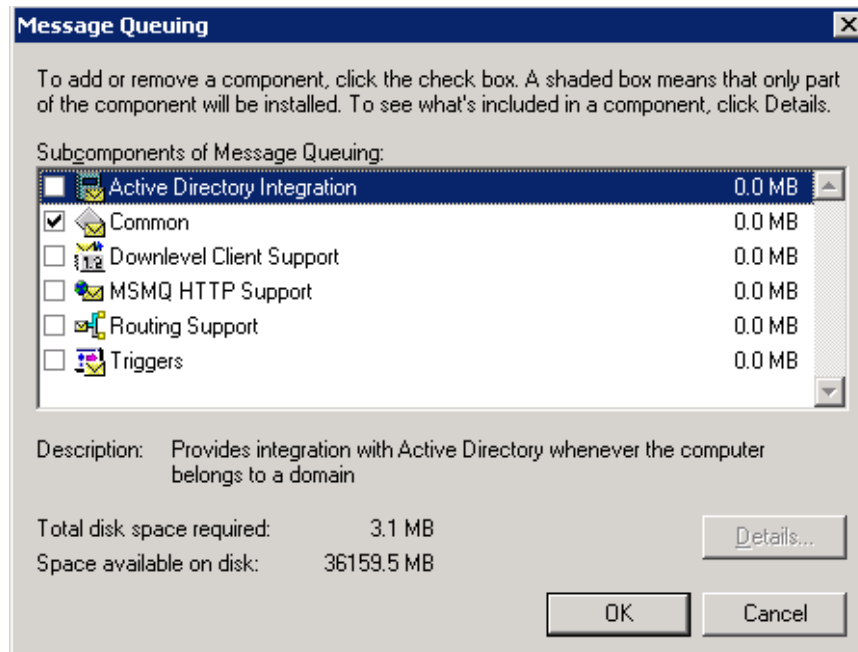 Message Queuing
To add or remove a component, click the check box. A shaded box means that only part
of the component will be installed. To see what's included in a component, click Details.
Subcomponents of Message Queuing:
Active Directory Integration 0.0 MB
Common 0.0 MB
Downlevel Client Support 0.0 MB
MSMQ HTTP Support 0.0 MB
Routing Support 0.0 MB
Triggers 0.0 MB
Description: Provides integration with Active Directory whenever the computer
belongs to a domain
Total disk space required: 3.1 MB
Details...
Space available on disk: 36159.5 MB
OK Cancel